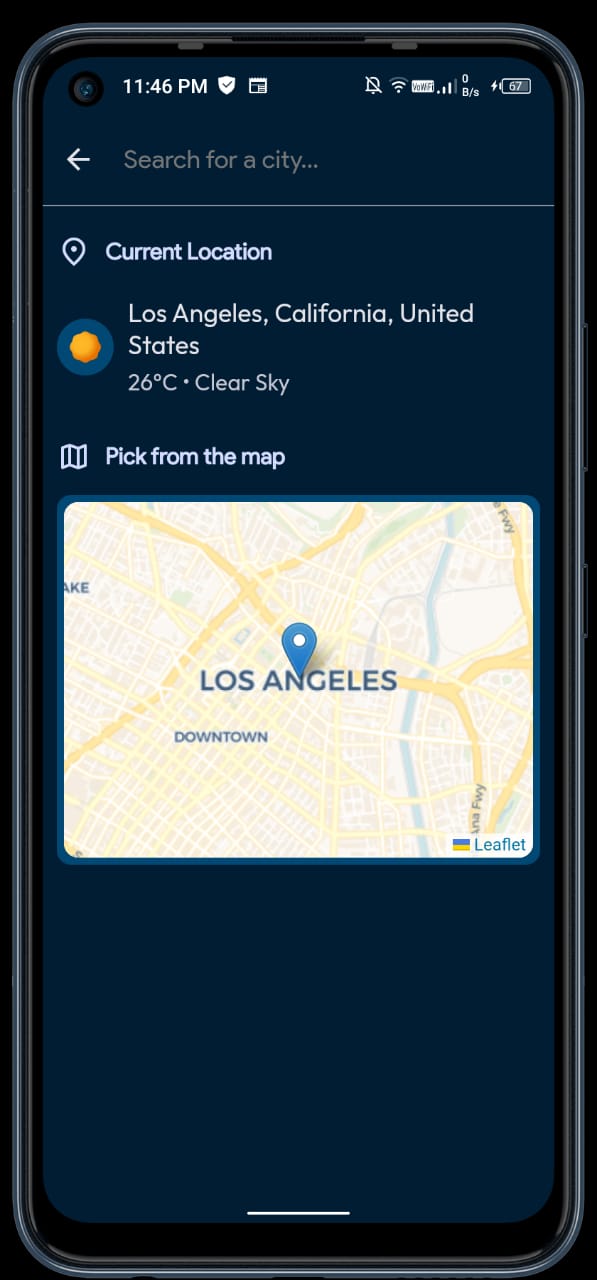 11:46 PM VoWiFi 0 B/s 67
Search for a city...
Current Location
Los Angeles, California, United
States
26°C • Clear Sky
Pick from the map
e Fwy
AKE
LOS ANGELES
DOWNTOWN
Ana Fwy
Leaflet